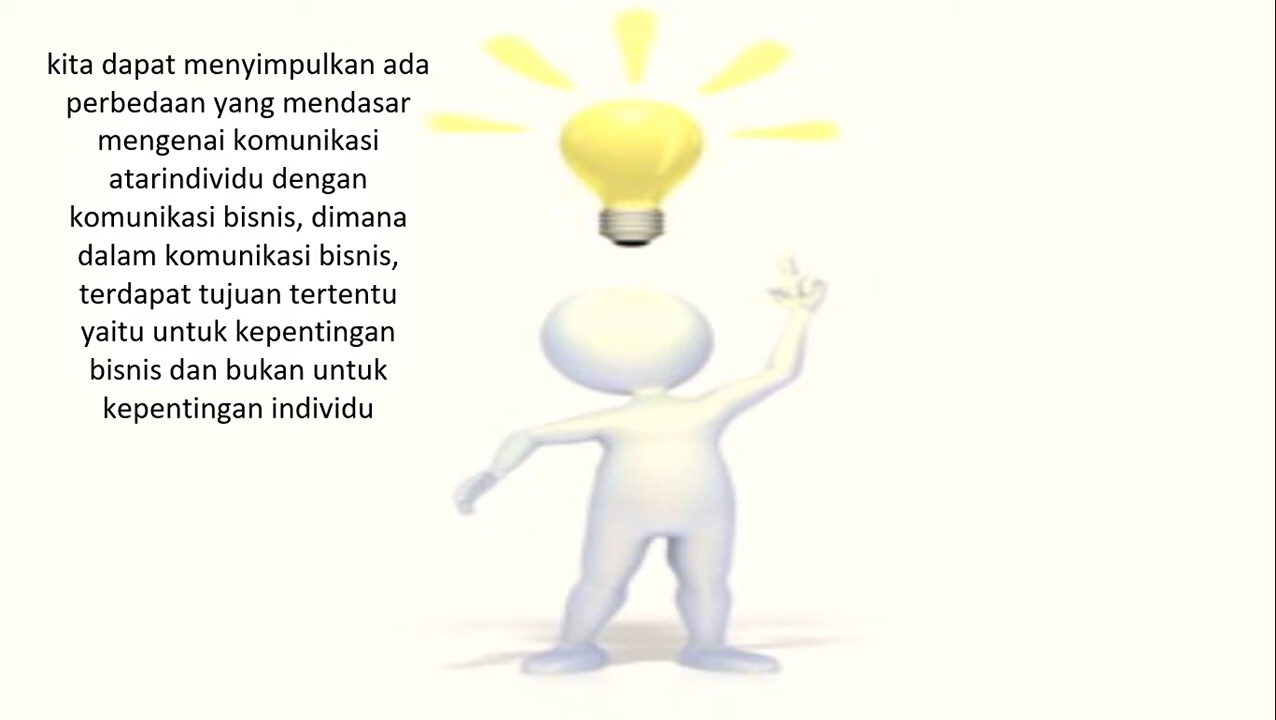 kita dapat menyimpulkan ada
perbedaan yang mendasar
mengenai komunikasi
atarindividu dengan
komunikasi bisnis, dimana
dalam komunikasi bisnis,
terdapat tujuan tertentu
yaitu untuk kepentingan
bisnis dan bukan untuk
kepentingan individu